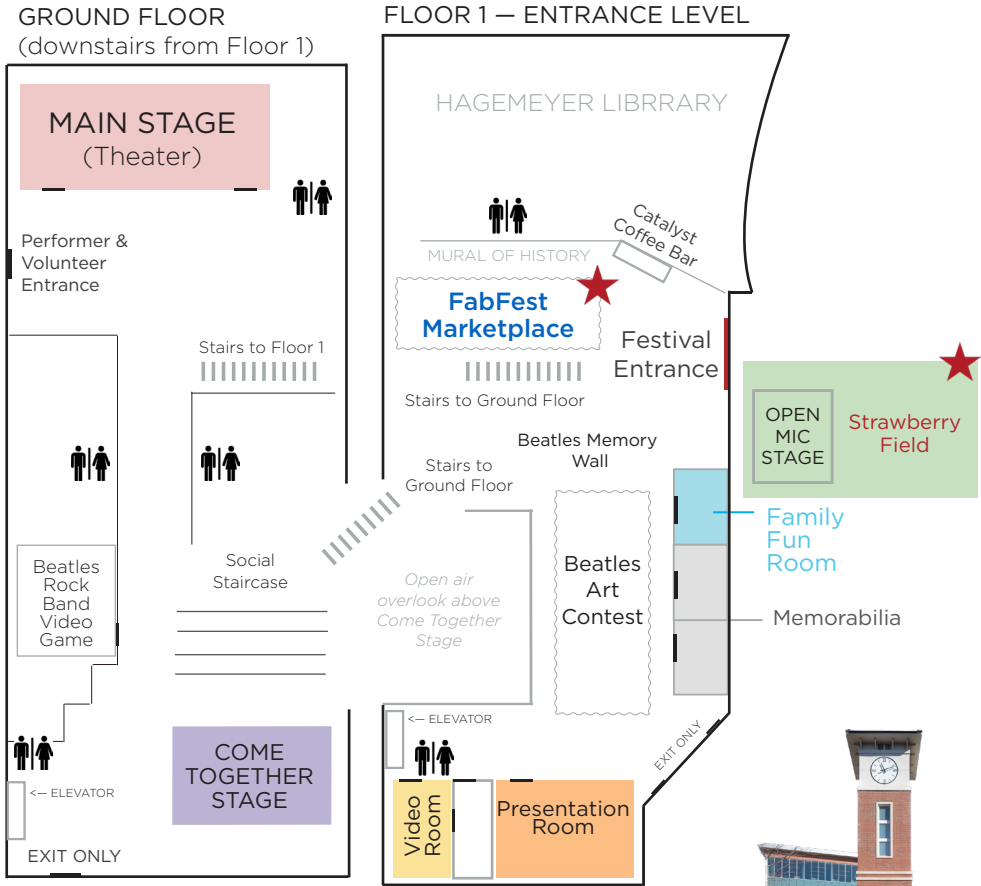 GROUND FLOOR
(downstairs from Floor 1)
MAIN STAGE
(Theater)
Performer &
Volunteer
Entrance
Stairs to Floor 1
Beatles
Rock
Band
Video
Game
Social
Staircase
COME
TOGETHER
STAGE
<— ELEVATOR
EXIT ONLY
FLOOR 1 — ENTRANCE LEVEL
HAGEMEYER LIBRRARY
Catalyst
Coffee Bar
MURAL OF HISTORY
FabFest
Marketplace
Festival
Entrance
Stairs to Ground Floor
OPEN
MIC
STAGE
Strawberry
Field
Beatles Memory
Wall
Stairs to
Ground Floor
Family
Fun
Room
Beatles
Art
Contest
Open air
overlook above
Come Together
Stage
Memorabilia
<— ELEVATOR
EXIT ONLY
Video
Room
Presentation
Room